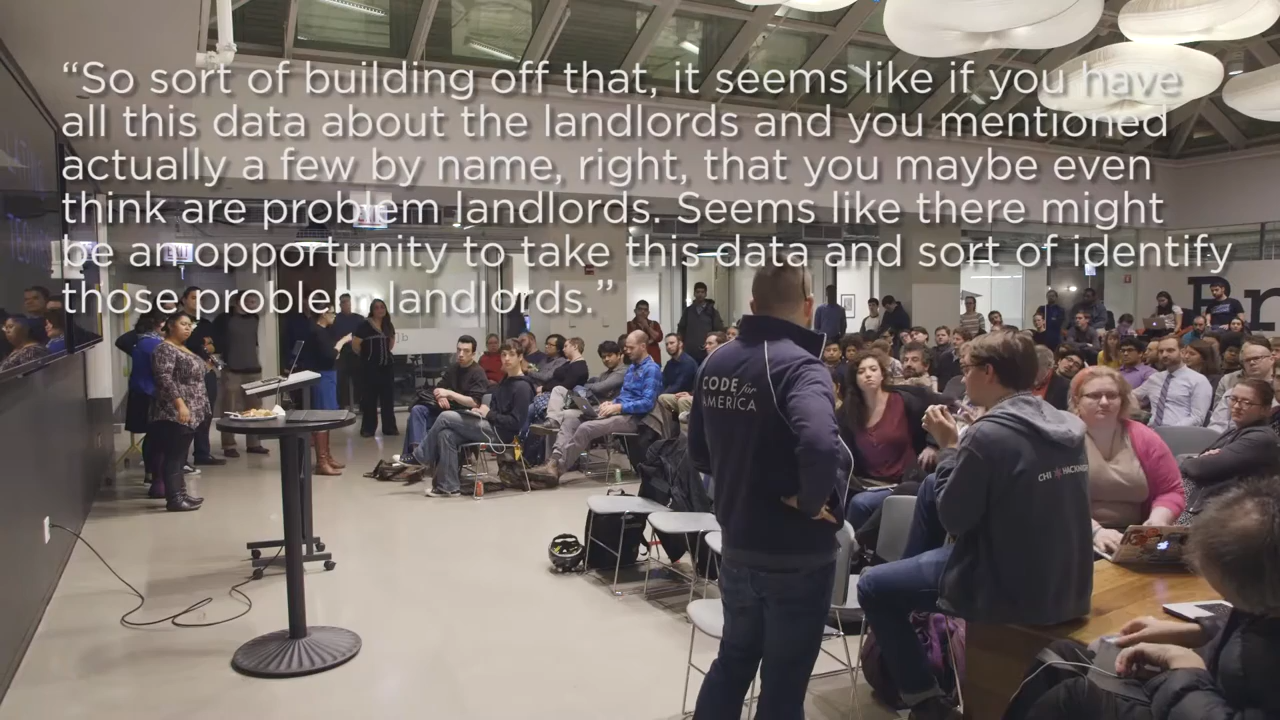 “So sort of building off that, it seems like if you have
all this data about the landlords and you mentioned
actually a few by name, right, that you maybe even
think are problem landlords. Seems like there might
be an opportunity to take this data and sort of identify
those problem landlords.”
CODE for
AMERICA